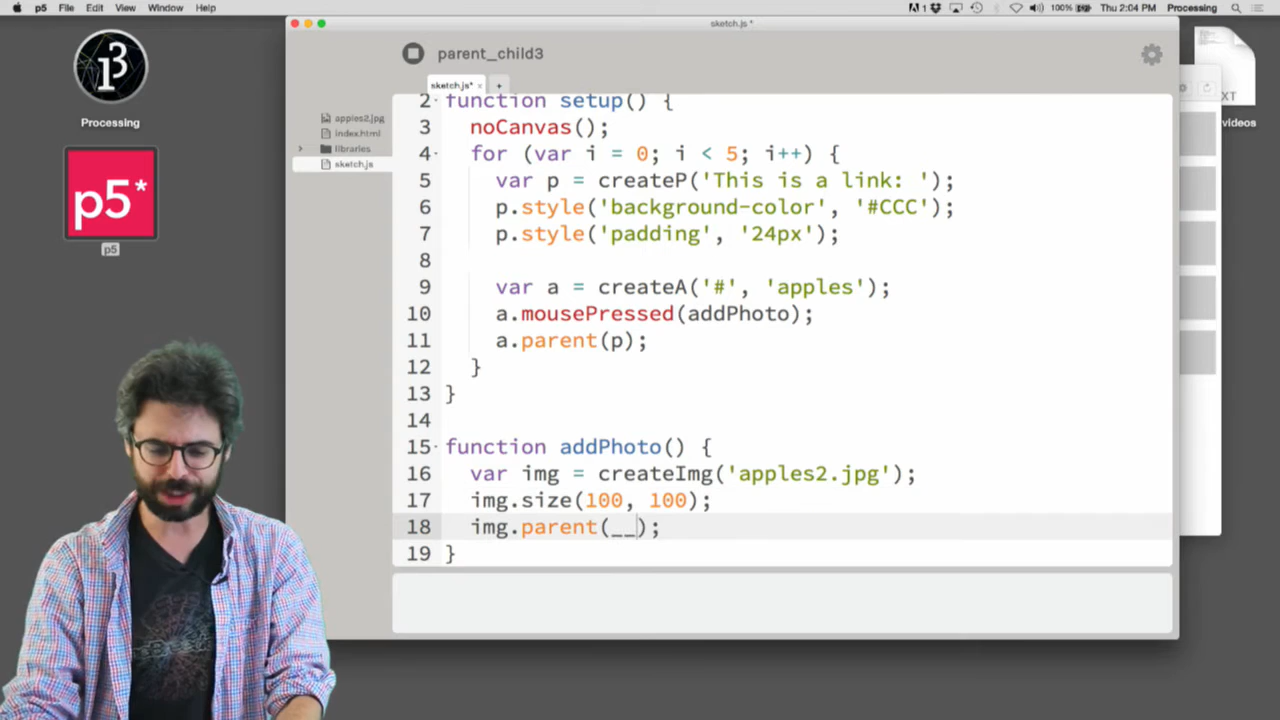 p5 File Edit View Window Help
1 100% Thu 2:04 PM Processing
sketch.js *
parent_child3
sketch.js* × +
apples2.jpg
index.html
libraries
sketch.js
2 function setup() {
3 noCanvas();
4 for (var i = 0; i < 5; i++) {
5 var p = createP('This is a link: ');
6 p.style('background-color', '#CCC');
7 p.style('padding', '24px');
8
9 var a = createA('#', 'apples');
10 a.mousePressed(addPhoto);
11 a.parent(p);
12 }
13 }
14
15 function addPhoto() {
16 var img = createImg('apples2.jpg');
17 img.size(100, 100);
18 img.parent(__);
19 }
Processing
p5*
p5
videos